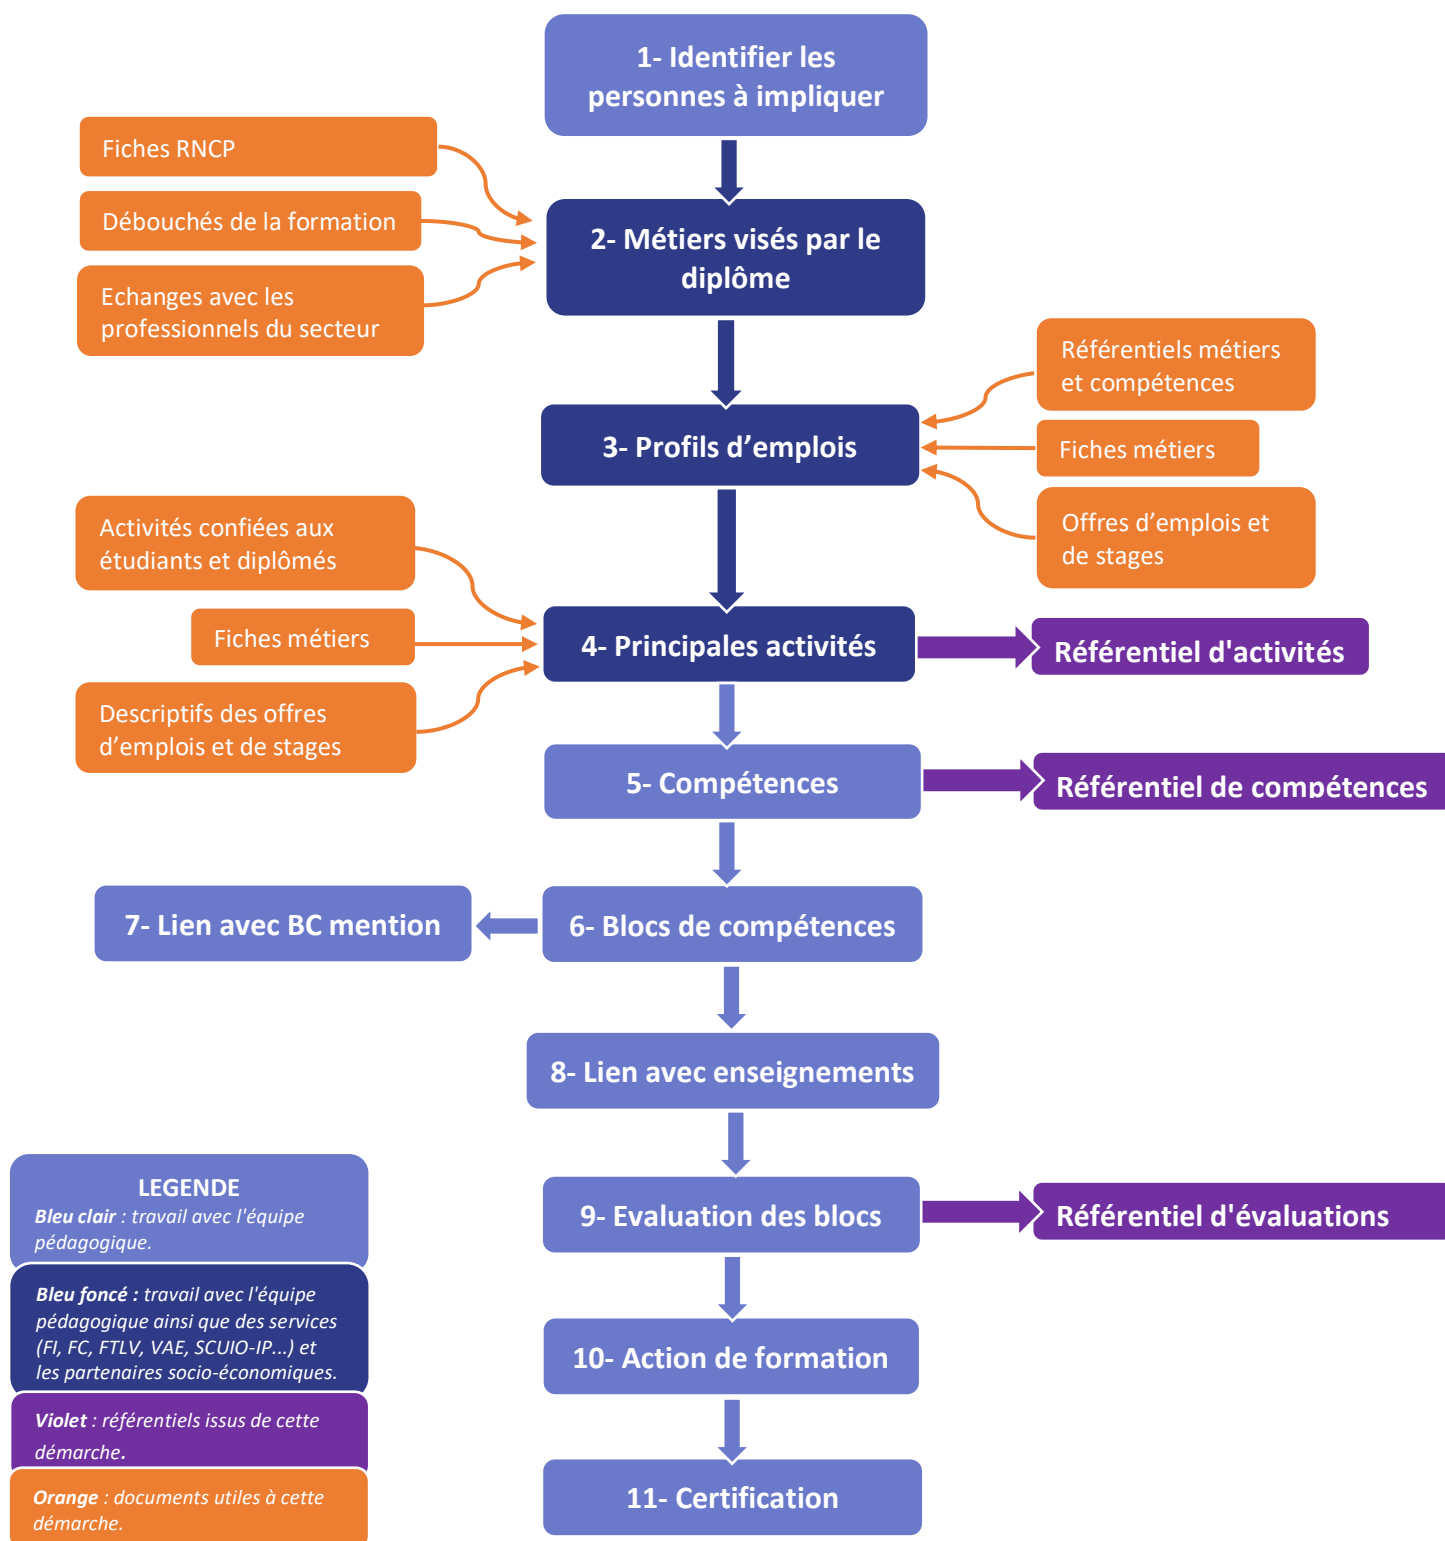 1- Identifier les
personnes à impliquer
Fiches RNCP
Débouchés de la formation
Echanges avec les
professionnels du secteur
2- Métiers visés par le
diplôme
Référentiels métiers
et compétences
Fiches métiers
Offres d’emplois et
de stages
3- Profils d’emplois
Activités confiées aux
étudiants et diplômés
Fiches métiers
Descriptifs des offres
d’emplois et de stages
4- Principales activités
Référentiel d'activités
5- Compétences
Référentiel de compétences
7- Lien avec BC mention
6- Blocs de compétences
8- Lien avec enseignements
9- Evaluation des blocs
Référentiel d'évaluations
10- Action de formation
11- Certification
LEGENDE
Bleu clair : travail avec l'équipe
pédagogique.
Bleu foncé : travail avec l'équipe
pédagogique ainsi que des services
(FI, FC, FTLV, VAE, SCUIO-IP...) et
les partenaires socio-économiques.
Violet : référentiels issus de cette
démarche.
Orange : documents utiles à cette
démarche.